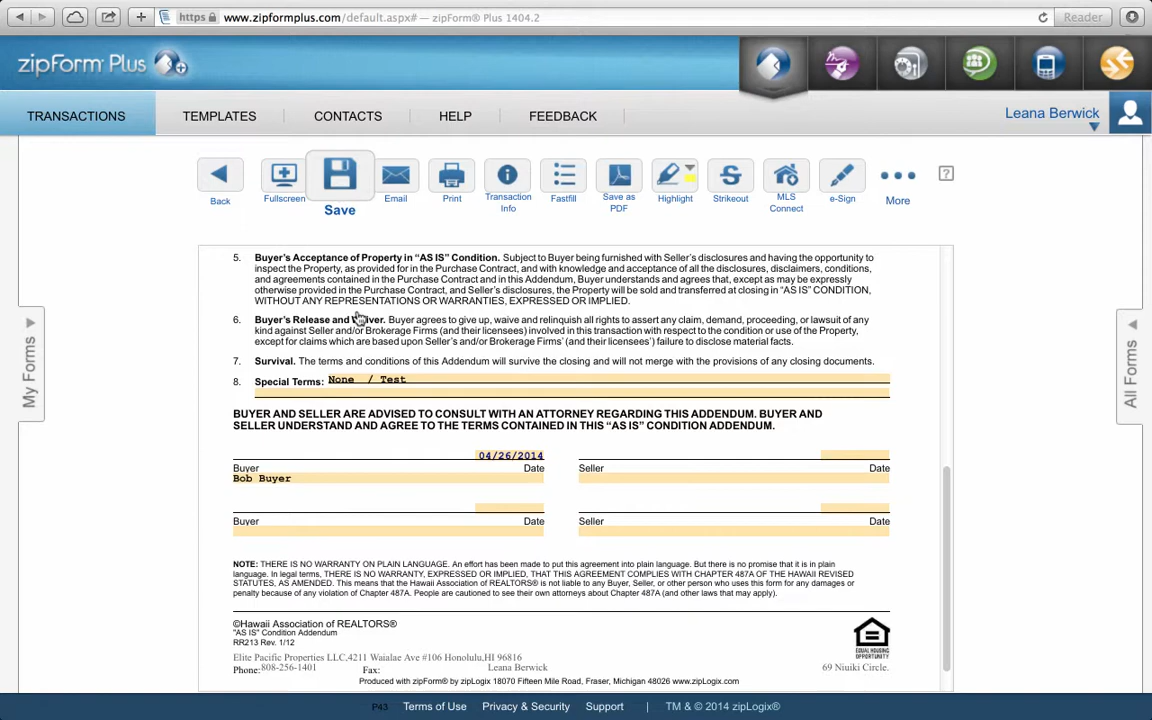 https www.zipformplus.com/default.aspx# — zipForm® Plus 1404.2
Reader
zipForm® Plus
TRANSACTIONS
TEMPLATES
CONTACTS
HELP
FEEDBACK
Leana Berwick
Back
Fullscreen
Save
Email
Print
Transaction
Info
Fastfill
Save as
PDF
Highlight
Strikeout
MLS
Connect
e-Sign
More
?
My Forms
All Forms
5. Buyer's Acceptance of Property in "AS IS" Condition. Subject to Buyer being furnished with Seller's disclosures and having the opportunity to
inspect the Property, as provided for in the Purchase Contract, and with knowledge and acceptance of all the disclosures, disclaimers, conditions,
and agreements contained in the Purchase Contract and in this Addendum, Buyer understands and agrees that, except as may be expressly
otherwise provided in the Purchase Contract, and Seller's disclosures, the Property will be sold and transferred at closing in "AS IS" CONDITION,
WITHOUT ANY REPRESENTATIONS OR WARRANTIES, EXPRESSED OR IMPLIED.
6. Buyer's Release and Waiver. Buyer agrees to give up, waive and relinquish all rights to assert any claim, demand, proceeding, or lawsuit of any
kind against Seller and/or Brokerage Firms (and their licensees) involved in this transaction with respect to the condition or use of the Property,
except for claims which are based upon Seller's and/or Brokerage Firms' (and their licensees') failure to disclose material facts.
7. Survival. The terms and conditions of this Addendum will survive the closing and will not merge with the provisions of any closing documents.
8. Special Terms: None / Test
BUYER AND SELLER ARE ADVISED TO CONSULT WITH AN ATTORNEY REGARDING THIS ADDENDUM. BUYER AND
SELLER UNDERSTAND AND AGREE TO THE TERMS CONTAINED IN THIS "AS IS" CONDITION ADDENDUM.
04/26/2014
Buyer Date Seller Date
Bob Buyer
Buyer Date Seller Date
NOTE: THERE IS NO WARRANTY ON PLAIN LANGUAGE. An effort has been made to put this agreement into plain language. But there is no promise that it is in plain
language. In legal terms, THERE IS NO WARRANTY, EXPRESSED OR IMPLIED, THAT THIS AGREEMENT COMPLIES WITH CHAPTER 487A OF THE HAWAII REVISED
STATUTES, AS AMENDED. This means that the Hawaii Association of REALTORS® is not liable to any Buyer, Seller, or other person who uses this form for any damages or
penalty because of any violation of Chapter 487A. People are cautioned to see their own attorneys about Chapter 487A (and other laws that may apply).
©Hawaii Association of REALTORS®
"AS IS" Condition Addendum
RR213 Rev. 1/12
EQUAL HOUSING
OPPORTUNITY
Elite Pacific Properties LLC,4211 Waialae Ave #106 Honolulu,HI 96816
Phone:808-256-1401 Fax: Leana Berwick 69 Niuiki Circle.
Produced with zipForm® by zipLogix 18070 Fifteen Mile Road, Fraser, Michigan 48026 www.zipLogix.com
P43 Terms of Use Privacy & Security Support | TM & © 2014 zipLogix®